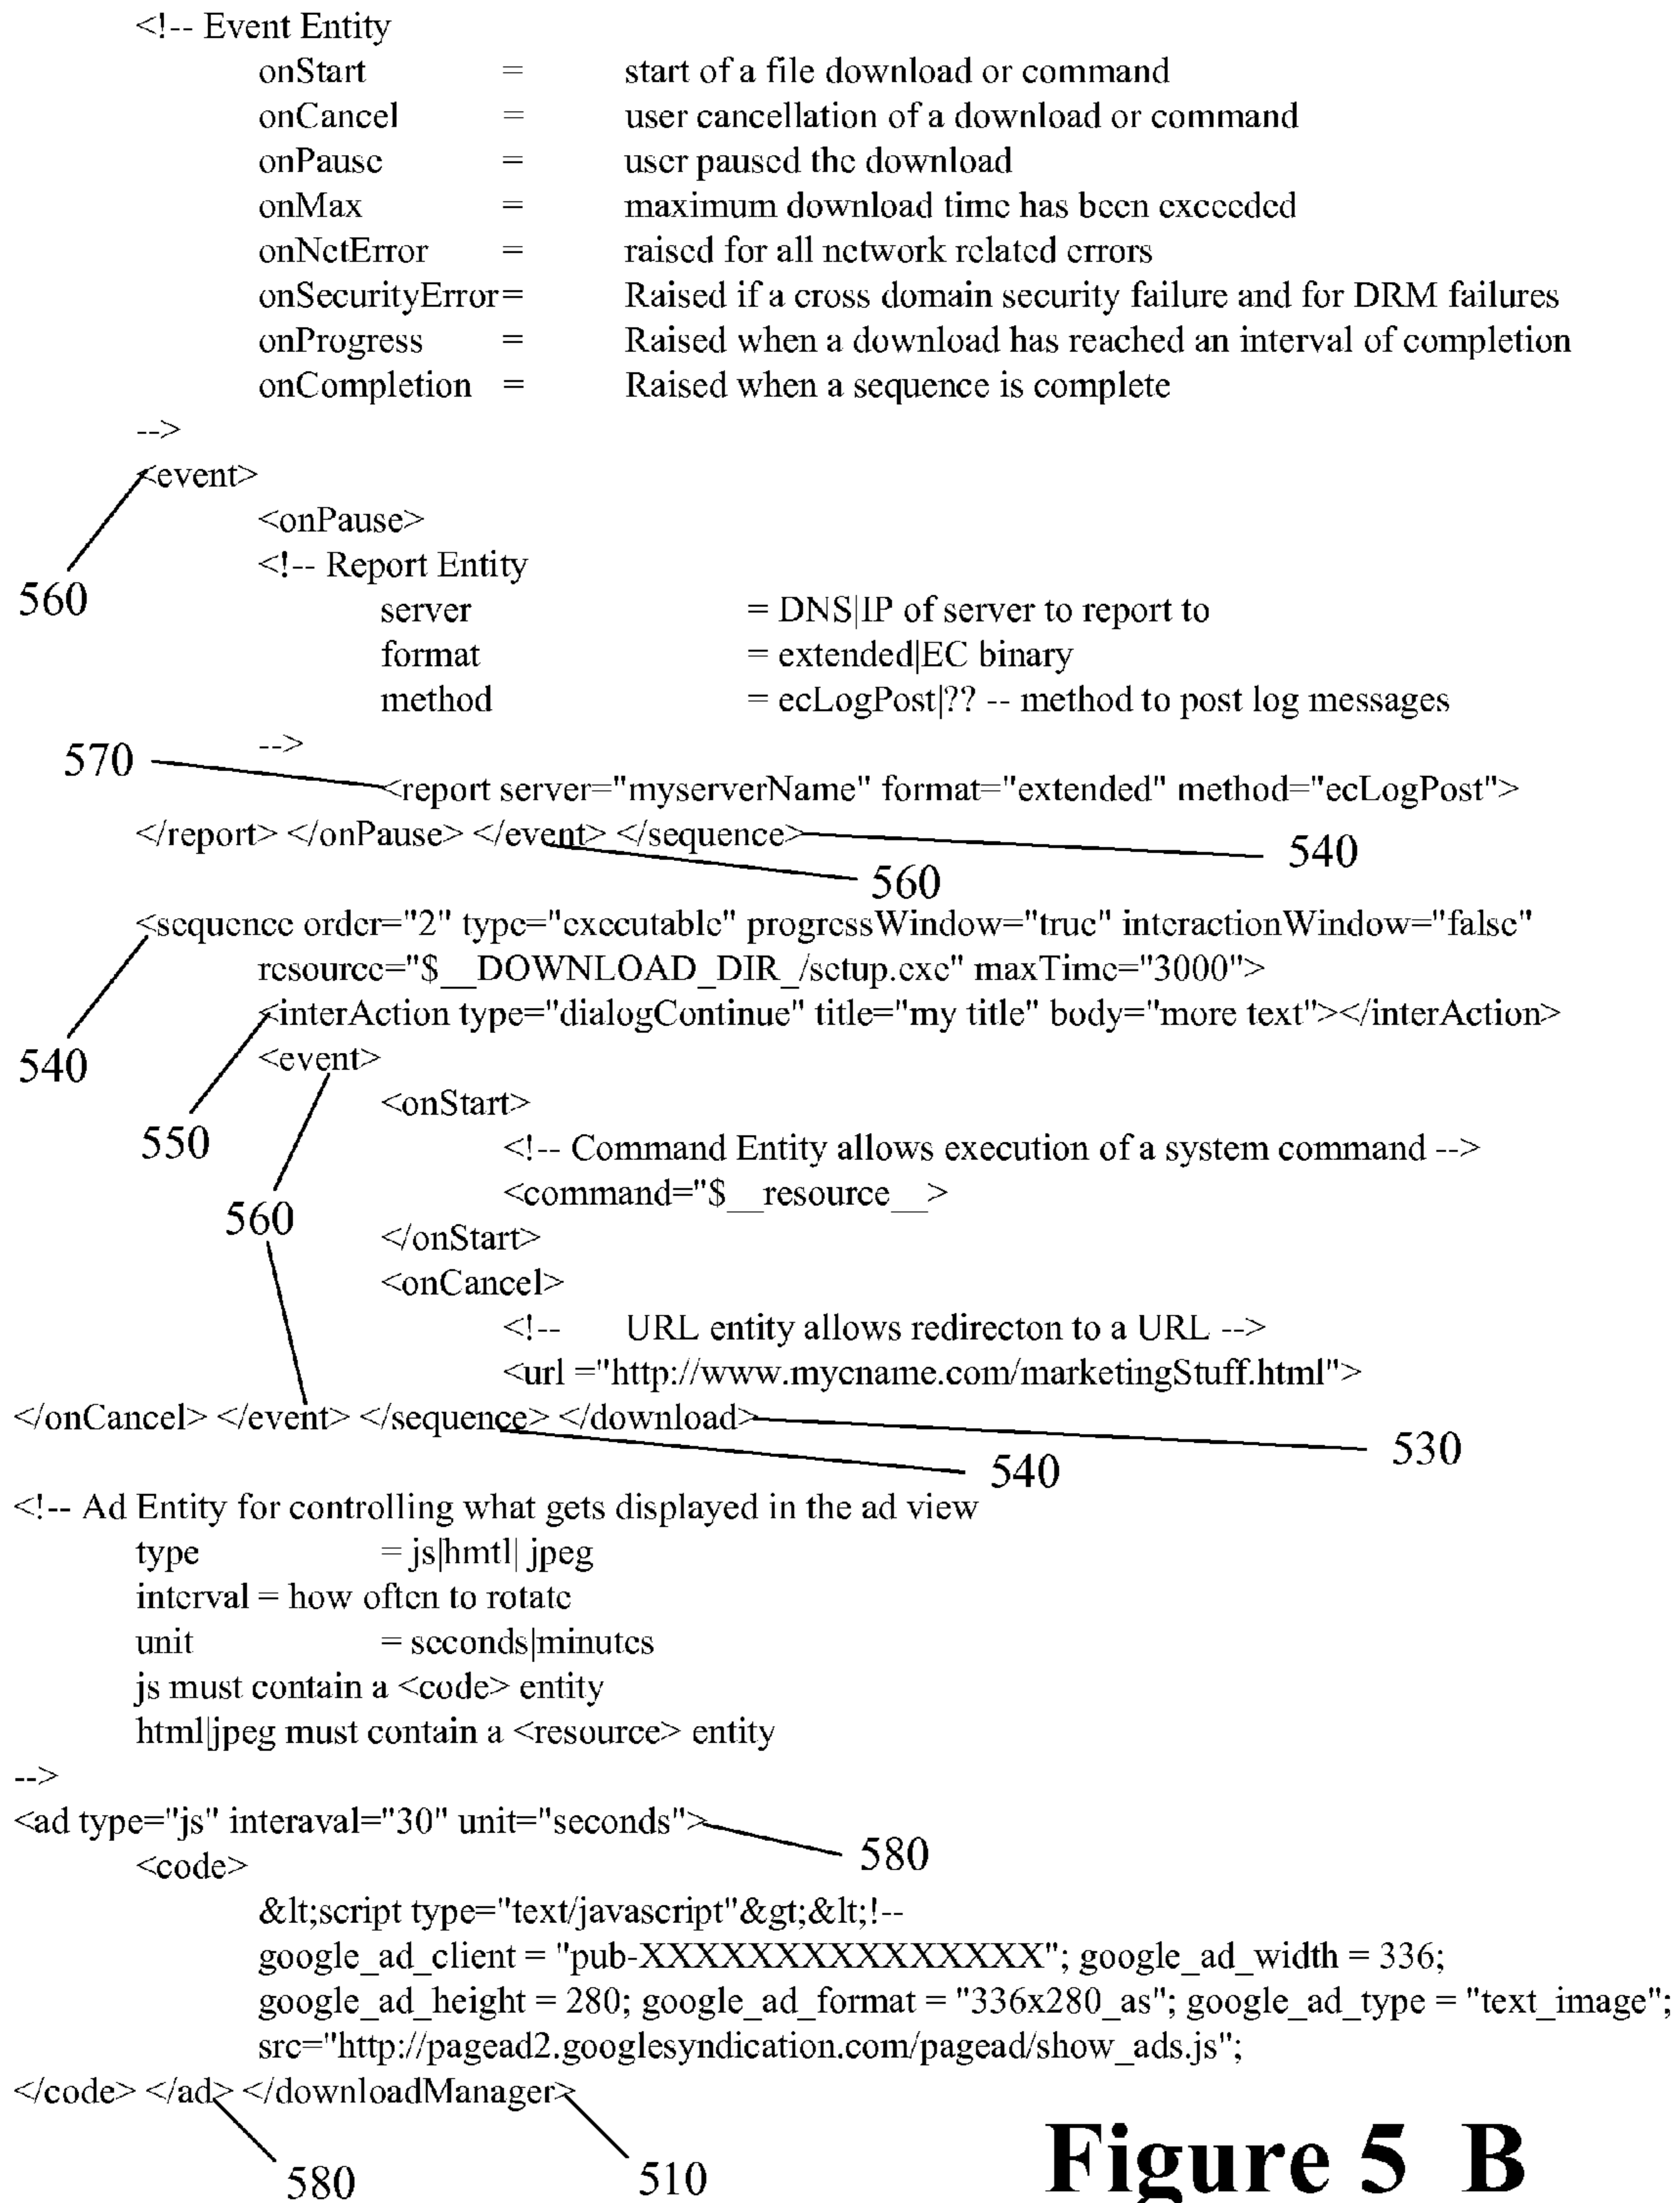 <!-- Event Entity
onStart = start of a file download or command
onCancel = user cancellation of a download or command
onPause = user paused the download
onMax = maximum download time has been exceeded
onNetError = raised for all network related errors
onSecurityError= Raised if a cross domain security failure and for DRM failures
onProgress = Raised when a download has reached an interval of completion
onCompletion = Raised when a sequence is complete
-->
<event>
<onPause>
<!-- Report Entity
560
server = DNS|IP of server to report to
format = extended|EC binary
method = ecLogPost|?? -- method to post log messages
-->
570
<report server="myserverName" format="extended" method="ecLogPost">
</report> </onPause> </event> </sequence>
540
560
<sequence order="2" type="executable" progressWindow="true" interactionWindow="false"
resource="$__DOWNLOAD_DIR_/setup.exe" maxTime="3000">
<interAction type="dialogContinue" title="my title" body="more text"></interAction>
540
<event>
<onStart>
550
<!-- Command Entity allows execution of a system command -->
<command="$__resource__>
560
</onStart>
<onCancel>
<!-- URL entity allows redirecton to a URL -->
<url ="http://www.mycname.com/marketingStuff.html">
</onCancel> </event> </sequence> </download>
530
540
<!-- Ad Entity for controlling what gets displayed in the ad view
type = js|hmtl| jpeg
interval = how often to rotate
unit = seconds|minutes
js must contain a <code> entity
html|jpeg must contain a <resource> entity
-->
<ad type="js" interaval="30" unit="seconds">
580
<code>
&lt;script type="text/javascript"&gt;&lt;!--
google_ad_client = "pub-XXXXXXXXXXXXXXX"; google_ad_width = 336;
google_ad_height = 280; google_ad_format = "336x280_as"; google_ad_type = "text_image";
src="http://pagead2.googlesyndication.com/pagead/show_ads.js";
</code> </ad> </downloadManager>
580
510
Figure 5 B